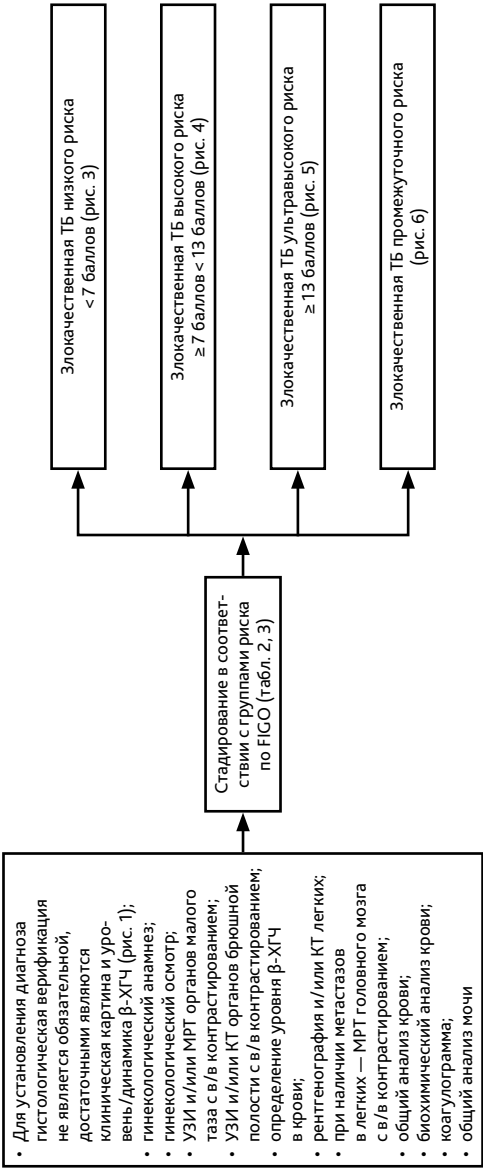 • Для установления диагноза
гистологическая верификация
не является обязательной,
достаточными являются
клиническая картина и уро-
вень/динамика β-ХГЧ (рис. 1);
• гинекологический анамнез;
• гинекологический осмотр;
• УЗИ и/или МРТ органов малого
таза с в/в контрастированием;
• УЗИ и/или КТ органов брюшной
полости с в/в контрастированием;
• определение уровня β-ХГЧ
в крови;
• рентгенография и/или КТ легких;
• при наличии метастазов
в легких — МРТ головного мозга
с в/в контрастированием;
• общий анализ крови;
• биохимический анализ крови;
• коагулограмма;
• общий анализ мочи
Стадирование в соответ-
ствии с группами риска
по FIGO (табл. 2, 3)
Злокачественная ТБ низкого риска
< 7 баллов (рис. 3)
Злокачественная ТБ высокого риска
≥ 7 баллов < 13 баллов (рис. 4)
Злокачественная ТБ ультравысокого риска
≥ 13 баллов (рис. 5)
Злокачественная ТБ промежуточного риска
(рис. 6)